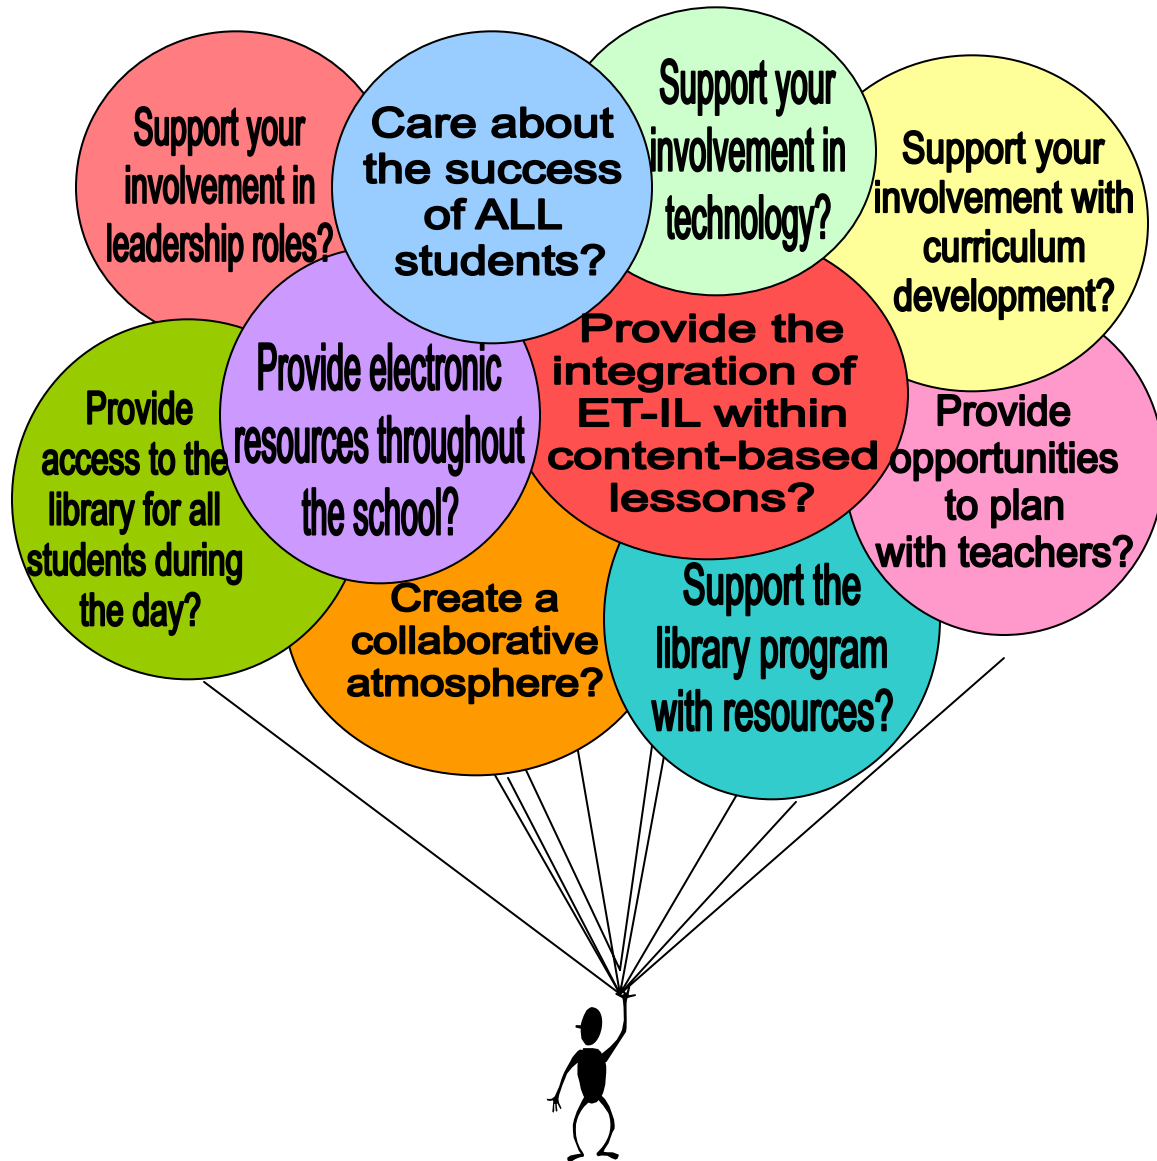 Support your
involvement in
leadership roles?
Care about
the success
of ALL
students?
Support your
involvement in
technology?
Support your
involvement with
curriculum
development?
Provide
access to the
library for all
students during
the day?
Provide electronic
resources throughout
the school?
Provide the
integration of
ET-IL within
content-based
lessons?
Provide
opportunities
to plan
with teachers?
Create a
collaborative
atmosphere?
Support the
library program
with resources?